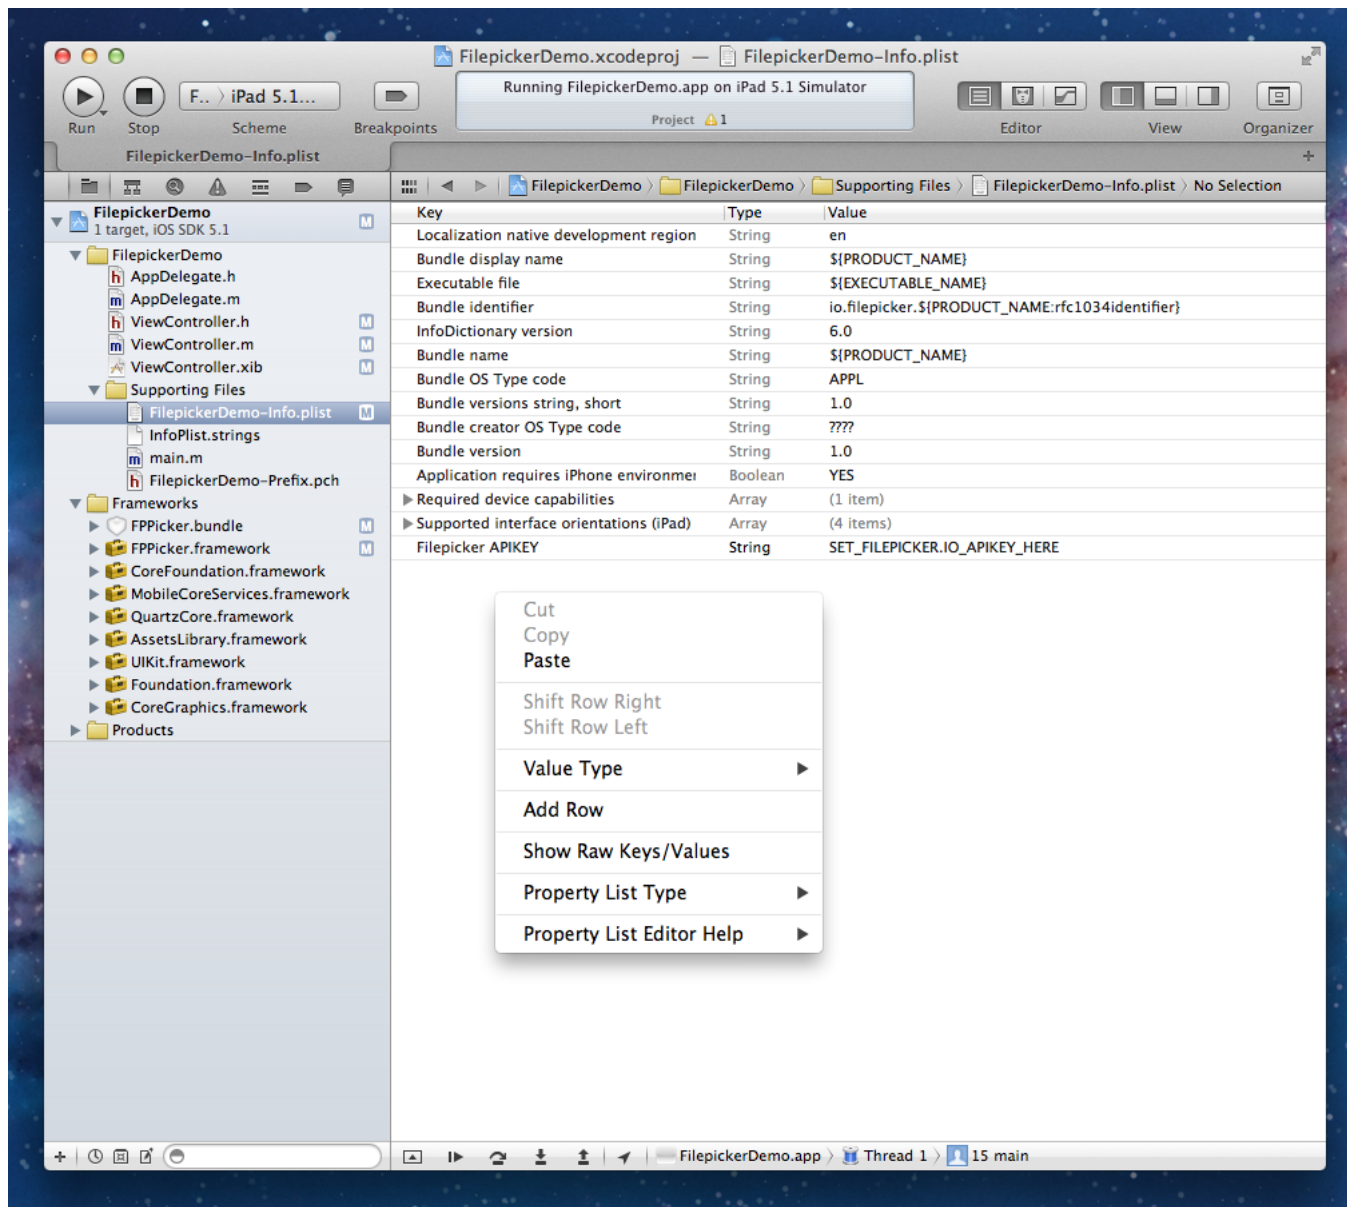 FilepickerDemo.xcodeproj — FilepickerDemo-Info.plist
F.. 〉 iPad 5.1...
Running FilepickerDemo.app on iPad 5.1 Simulator
Project 1
Run Stop Scheme Breakpoints Editor View Organizer
FilepickerDemo-Info.plist
FilepickerDemo 〉 FilepickerDemo 〉 Supporting Files 〉 FilepickerDemo-Info.plist 〉 No Selection
FilepickerDemo M
1 target, iOS SDK 5.1
FilepickerDemo
h AppDelegate.h
m AppDelegate.m
h ViewController.h M
m ViewController.m M
ViewController.xib M
Supporting Files
FilepickerDemo-Info.plist M
InfoPlist.strings
m main.m
h FilepickerDemo-Prefix.pch
Frameworks
FPPicker.bundle M
FPPicker.framework M
CoreFoundation.framework
MobileCoreServices.framework
QuartzCore.framework
AssetsLibrary.framework
UIKit.framework
Foundation.framework
CoreGraphics.framework
Products
Key Type Value
Localization native development region String en
Bundle display name String ${PRODUCT_NAME}
Executable file String ${EXECUTABLE_NAME}
Bundle identifier String io.filepicker.${PRODUCT_NAME:rfc1034identifier}
InfoDictionary version String 6.0
Bundle name String ${PRODUCT_NAME}
Bundle OS Type code String APPL
Bundle versions string, short String 1.0
Bundle creator OS Type code String ????
Bundle version String 1.0
Application requires iPhone environmen Boolean YES
Required device capabilities Array (1 item)
Supported interface orientations (iPad) Array (4 items)
Filepicker APIKEY String SET_FILEPICKER.IO_APIKEY_HERE
Cut
Copy
Paste
Shift Row Right
Shift Row Left
Value Type
Add Row
Show Raw Keys/Values
Property List Type
Property List Editor Help
FilepickerDemo.app 〉 Thread 1 〉 15 main